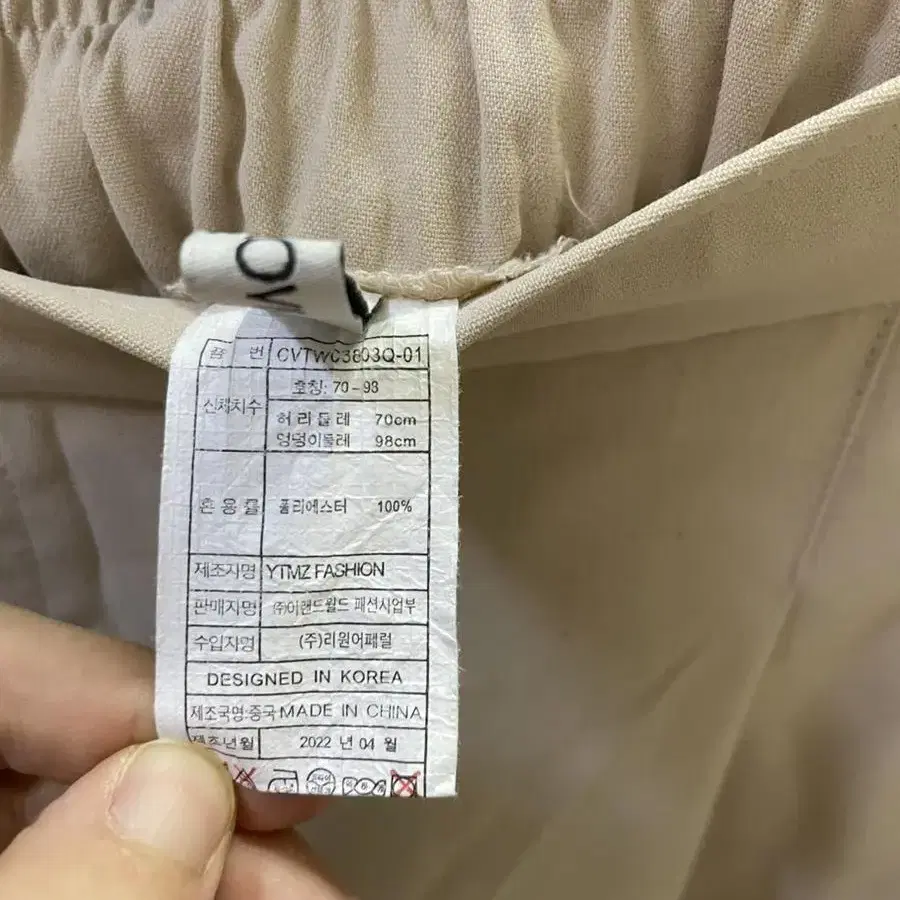 품 번 CVTWC3803Q-01
신체치수
호칭: 70-98
허리둘레 70cm
엉덩이둘레 98cm
혼용률 폴리에스터 100%
제조자명 YTMZ FASHION
판매자명 ㈜이랜드월드 패션사업부
수입자명 (주)리원어패럴
DESIGNED IN KOREA
제조국명:중국 MADE IN CHINA
제조년월 2022 년 04 월